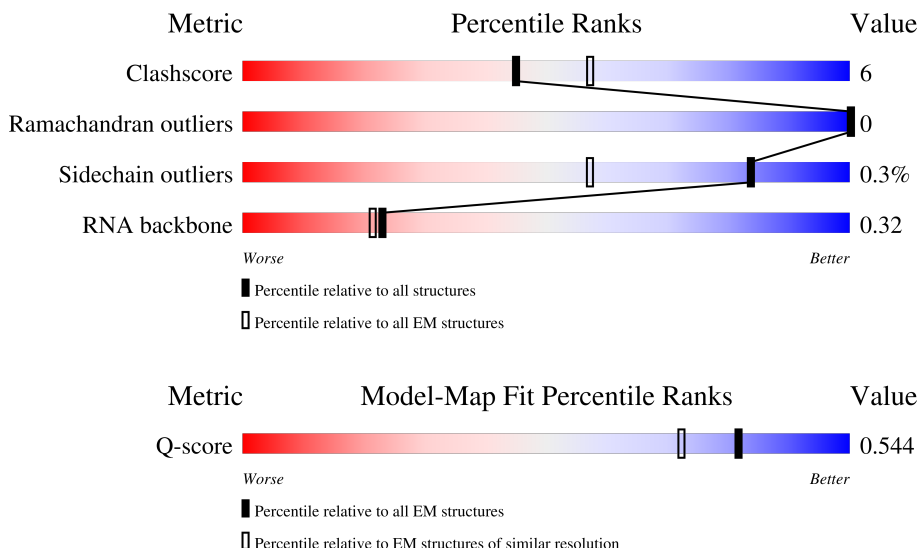 Metric Percentile Ranks Value
Clashscore 6
Ramachandran outliers 0
Sidechain outliers 0.3%
RNA backbone 0.32
Worse Better
Percentile relative to all structures
Percentile relative to all EM structures
Metric Model-Map Fit Percentile Ranks Value
Q-score 0.544
Worse Better
Percentile relative to all EM structures
Percentile relative to EM structures of similar resolution